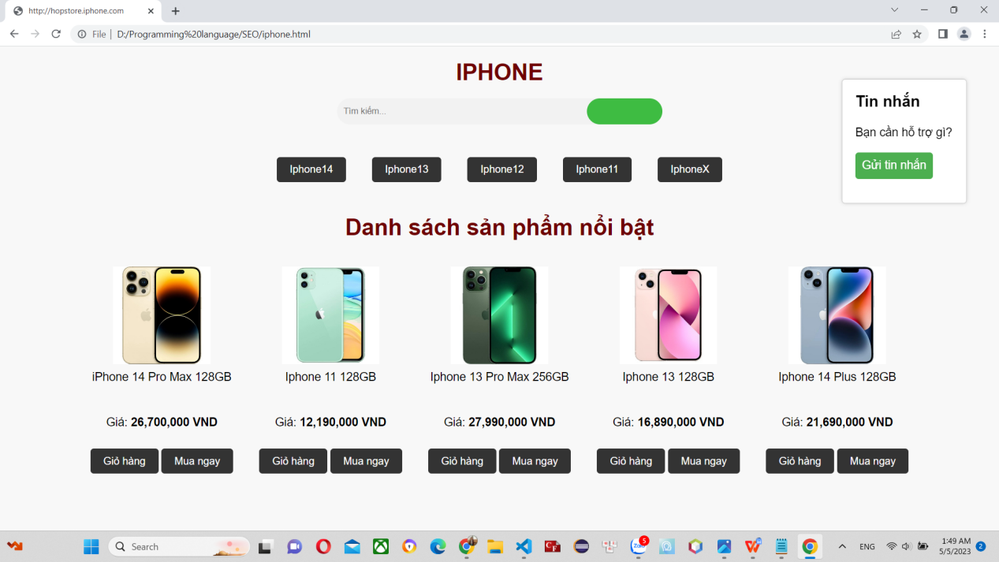 http://hopstore.iphone.com
File | D:/Programming%20language/SEO/iphone.html
IPHONE
Tìm kiếm...
Tin nhắn
Bạn cần hỗ trợ gì?
Gửi tin nhắn
Iphone14 Iphone13 Iphone12 Iphone11 IphoneX
Danh sách sản phẩm nổi bật
iPhone 14 Pro Max 128GB Iphone 11 128GB Iphone 13 Pro Max 256GB Iphone 13 128GB Iphone 14 Plus 128GB
Giá: 26,700,000 VND Giá: 12,190,000 VND Giá: 27,990,000 VND Giá: 16,890,000 VND Giá: 21,690,000 VND
Giỏ hàng Mua ngay Giỏ hàng Mua ngay Giỏ hàng Mua ngay Giỏ hàng Mua ngay Giỏ hàng Mua ngay
Search
CF
Zalo
5
ENG
1:49 AM
5/5/2023
2